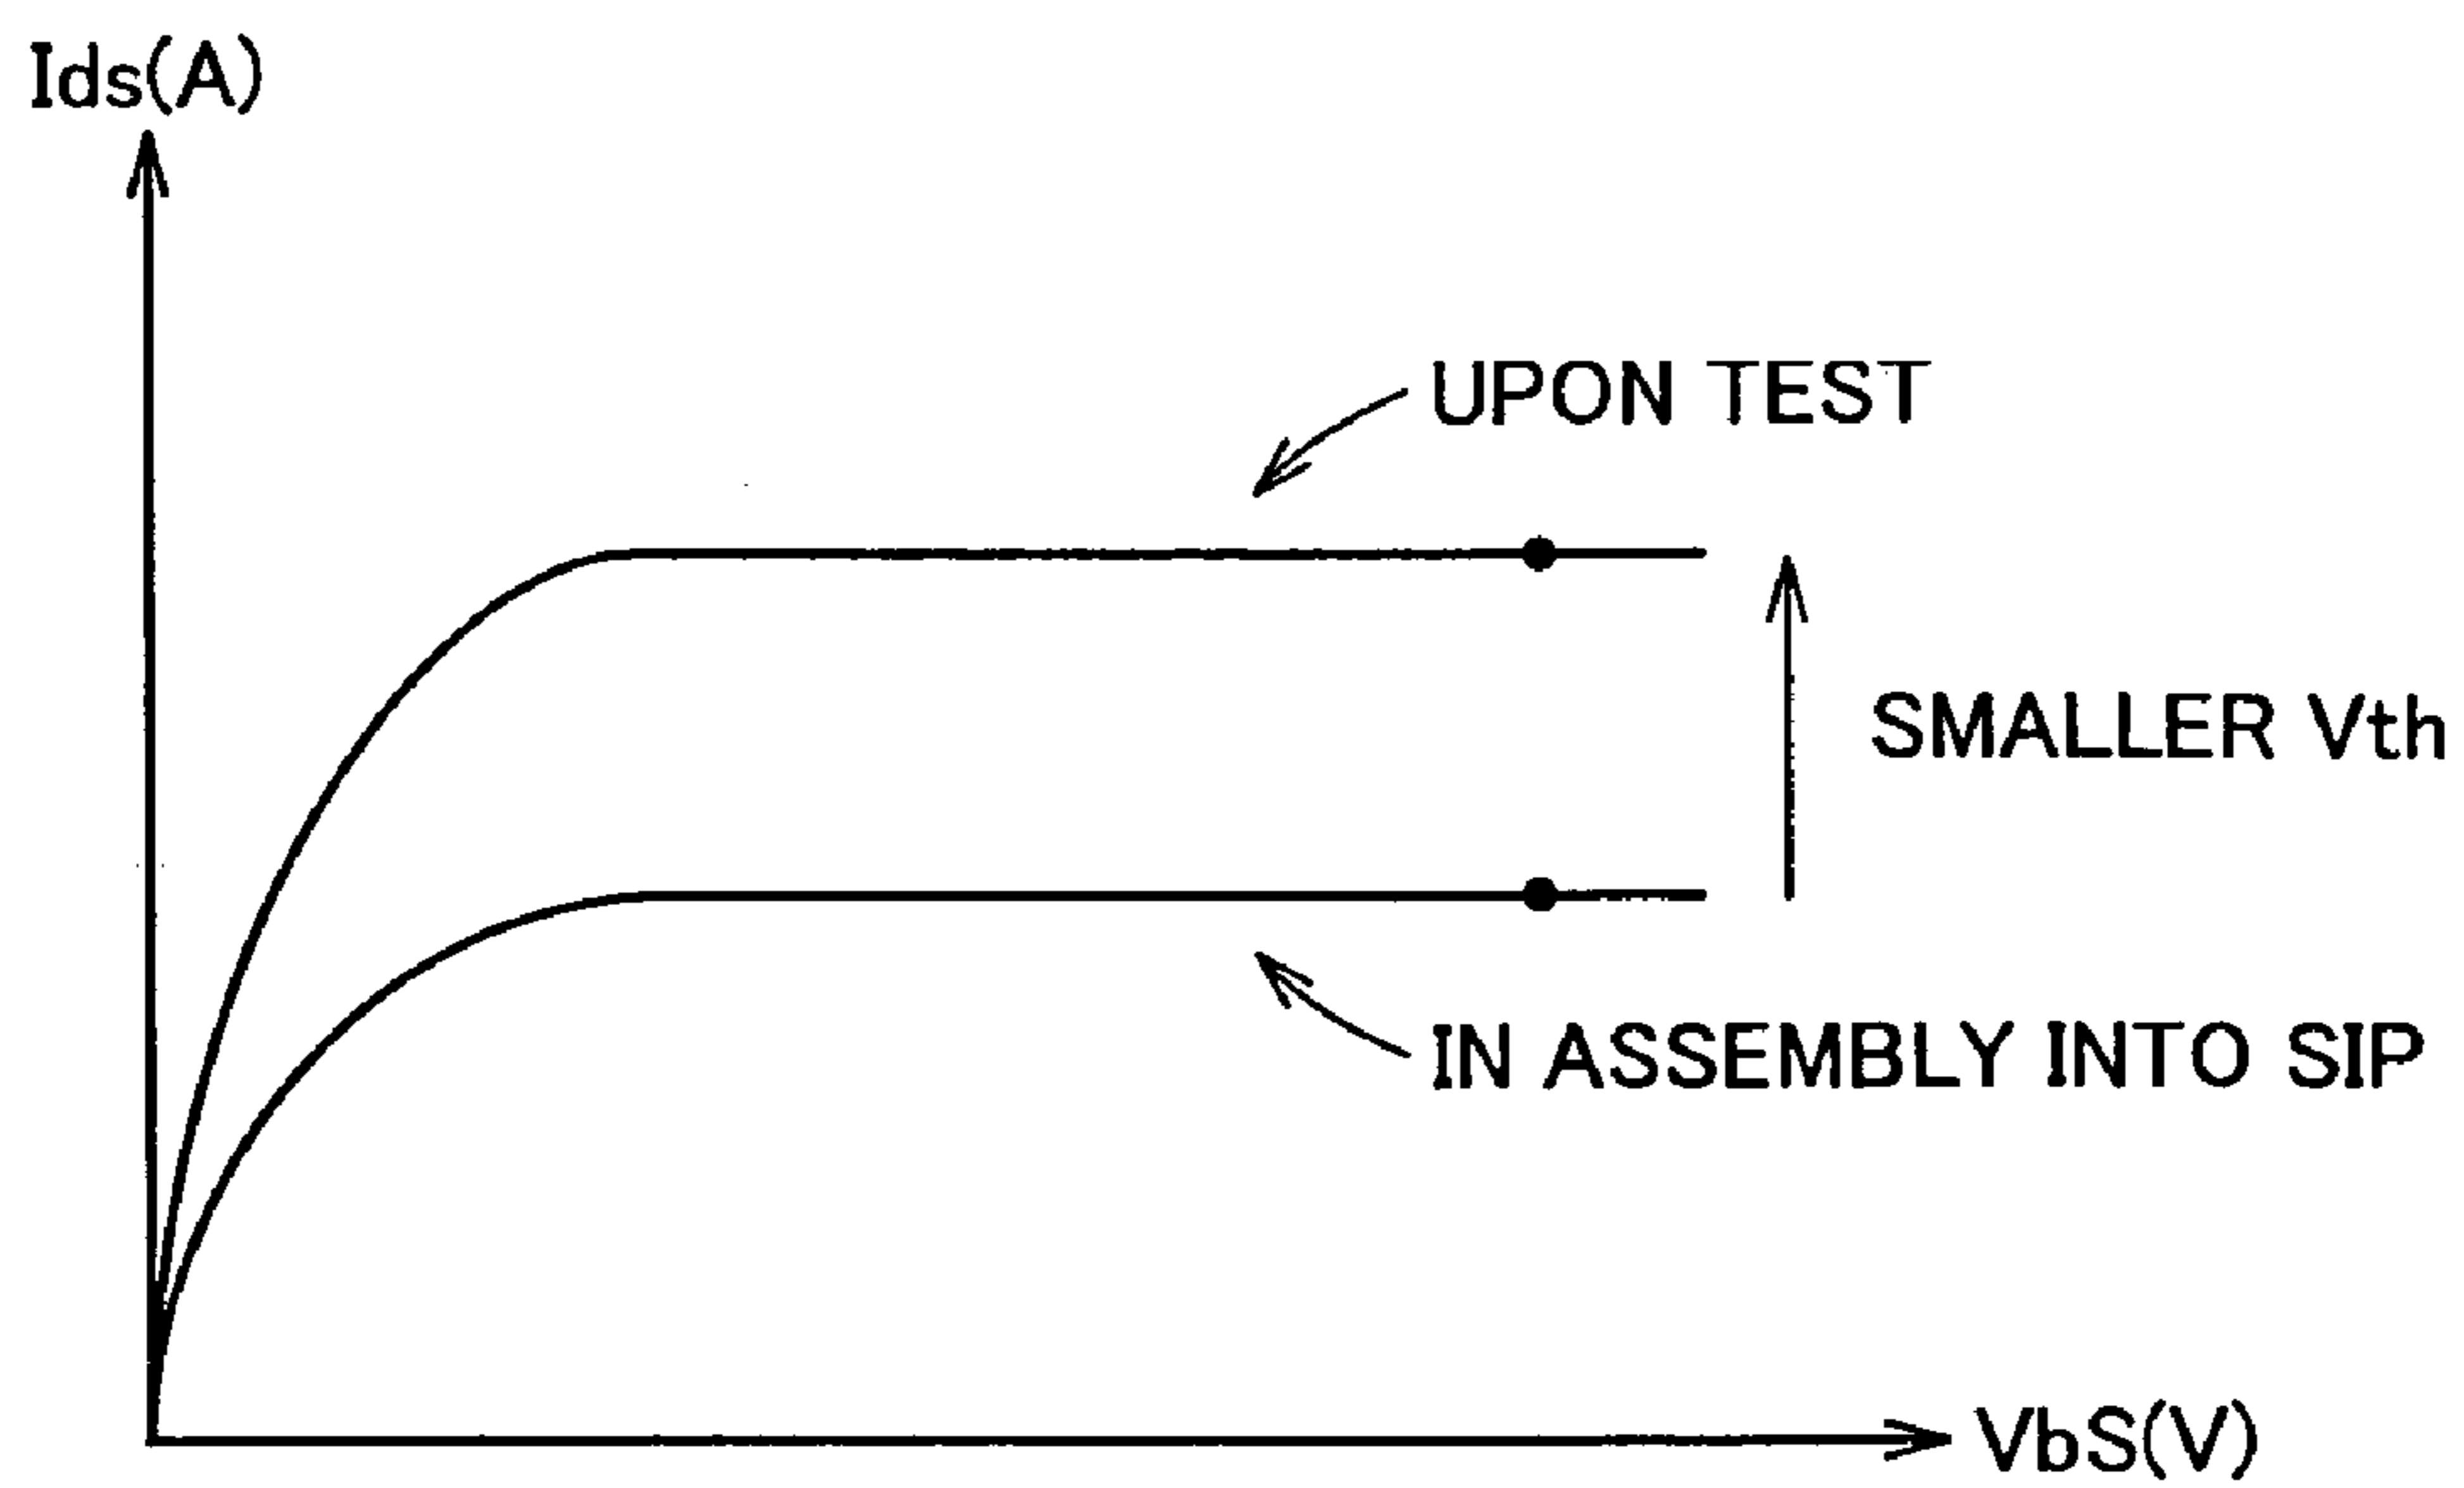 Ids(A)
UPON TEST
SMALLER Vth
IN ASSEMBLY INTO SIP
VbS(V)